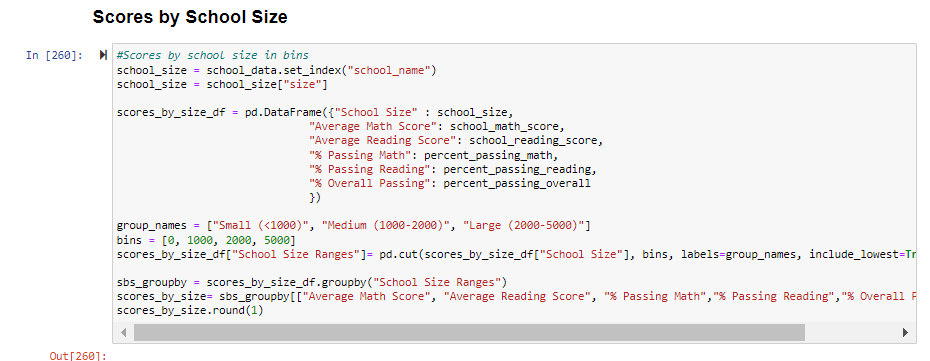 Scores by School Size
In [260]:
#Scores by school size in bins
school_size = school_data.set_index("school_name")
school_size = school_size["size"]
scores_by_size_df = pd.DataFrame({"School Size" : school_size,
"Average Math Score": school_math_score,
"Average Reading Score": school_reading_score,
"% Passing Math": percent_passing_math,
"% Passing Reading": percent_passing_reading,
"% Overall Passing": percent_passing_overall
})
group_names = ["Small (<1000)", "Medium (1000-2000)", "Large (2000-5000)"]
bins = [0, 1000, 2000, 5000]
scores_by_size_df["School Size Ranges"]= pd.cut(scores_by_size_df["School Size"], bins, labels=group_names, include_lowest=Tr
sbs_groupby = scores_by_size_df.groupby("School Size Ranges")
scores_by_size= sbs_groupby[["Average Math Score", "Average Reading Score", "% Passing Math","% Passing Reading","% Overall P
scores_by_size.round(1)
Out[260]: